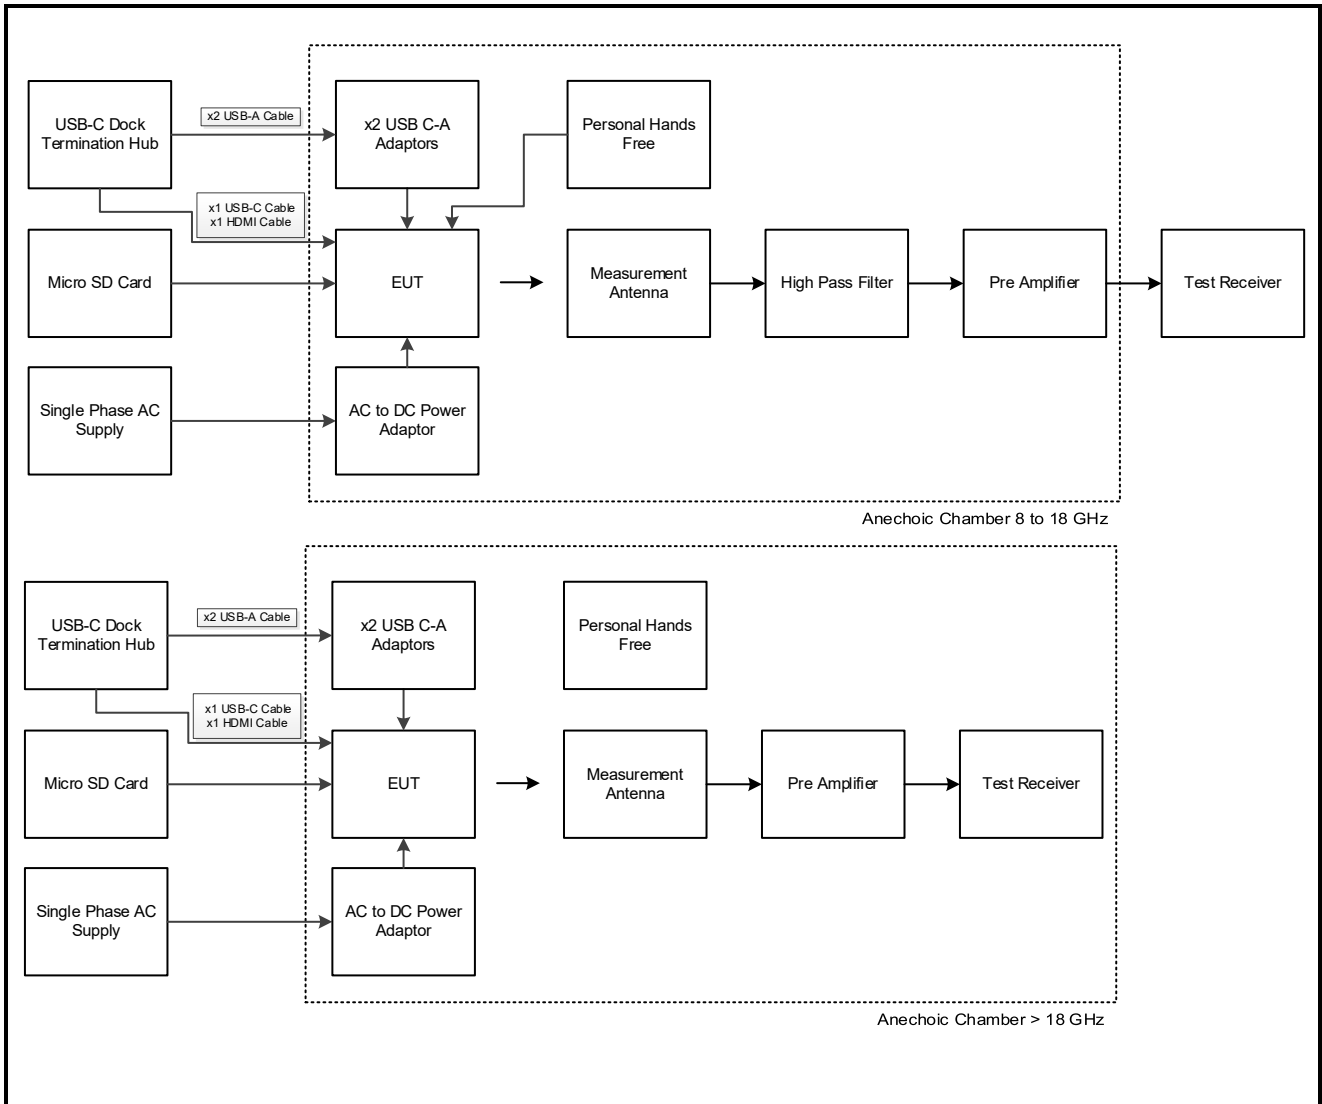 USB-C Dock
Termination Hub
x2 USB-A Cable
x2 USB C-A
Adaptors
Personal Hands
Free
x1 USB-C Cable
x1 HDMI Cable
Micro SD Card
EUT
Measurement
Antenna
High Pass Filter
Pre Amplifier
Test Receiver
Single Phase AC
Supply
AC to DC Power
Adaptor
Anechoic Chamber 8 to 18 GHz
USB-C Dock
Termination Hub
x2 USB-A Cable
x2 USB C-A
Adaptors
Personal Hands
Free
x1 USB-C Cable
x1 HDMI Cable
Micro SD Card
EUT
Measurement
Antenna
Pre Amplifier
Test Receiver
Single Phase AC
Supply
AC to DC Power
Adaptor
Anechoic Chamber > 18 GHz